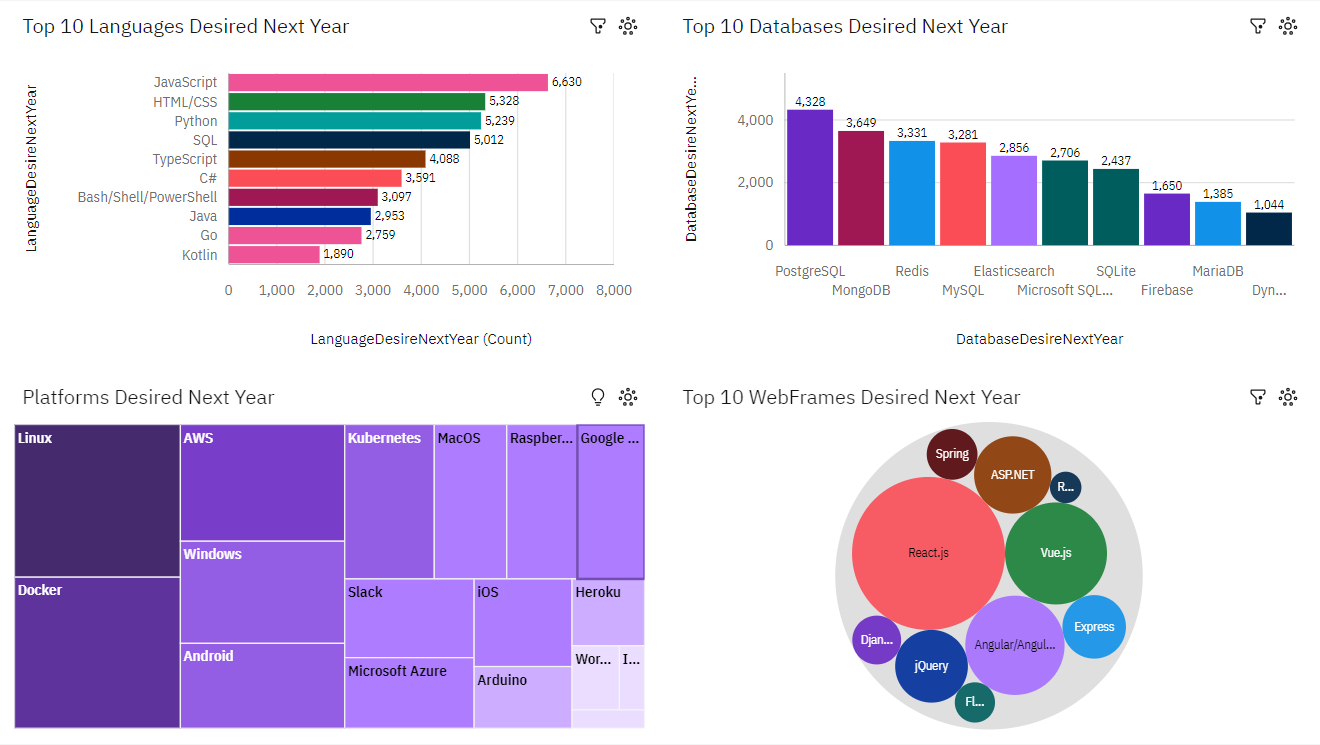 Top 10 Languages Desired Next Year
LanguageDesireNextYear
JavaScript 6,630
HTML/CSS 5,328
Python 5,239
SQL 5,012
TypeScript 4,088
C# 3,591
Bash/Shell/PowerShell 3,097
Java 2,953
Go 2,759
Kotlin 1,890
0 1,000 2,000 3,000 4,000 5,000 6,000 7,000 8,000
LanguageDesireNextYear (Count)
Top 10 Databases Desired Next Year
DatabaseDesireNextYe...
4,000
2,000
0
4,328 3,649 3,331 3,281 2,856 2,706 2,437 1,650 1,385 1,044
PostgreSQL Redis Elasticsearch SQLite MariaDB
MongoDB MySQL Microsoft SQL... Firebase Dyn...
DatabaseDesireNextYear
Platforms Desired Next Year
Linux AWS Kubernetes MacOS Raspber... Google ...
Windows
Docker Slack iOS Heroku
Android Wor... I...
Microsoft Azure Arduino
Top 10 WebFrames Desired Next Year
Spring
ASP.NET
R...
React.js Vue.js
Express
Djan... Angular/Angul...
jQuery
Fl...